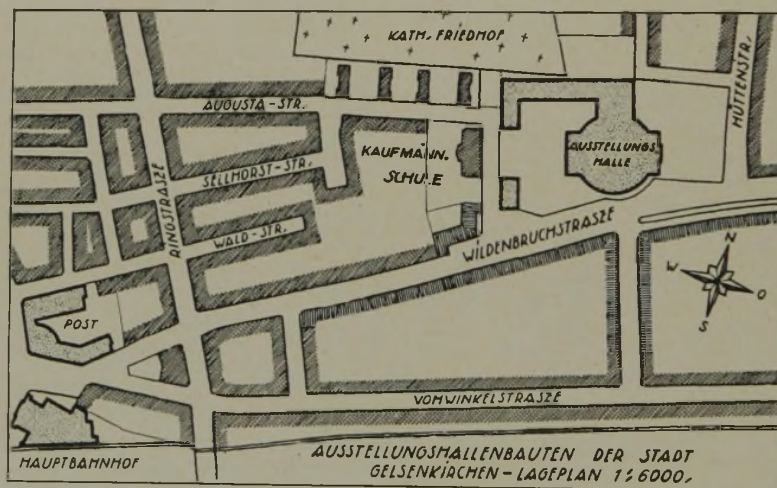 KATH. FRIEDHOF
HÜTTENSTR.
AUGUSTA-STR.
KAUFMÄNN.
SCHULE
AUSSTELLUNGS
HALLE
SELLHORST-STR.
RINGSTRASZE
WALD-STR.
WILDENBRUCHSTRASZE
N
W
O
S
POST
VOMWINKELSTRASZE
HAUPTBAHNHOF
AUSSTELLUNGSHALLENBAUTEN DER STADT
GELSENKIRCHEN-LAGEPLAN 1:6000,